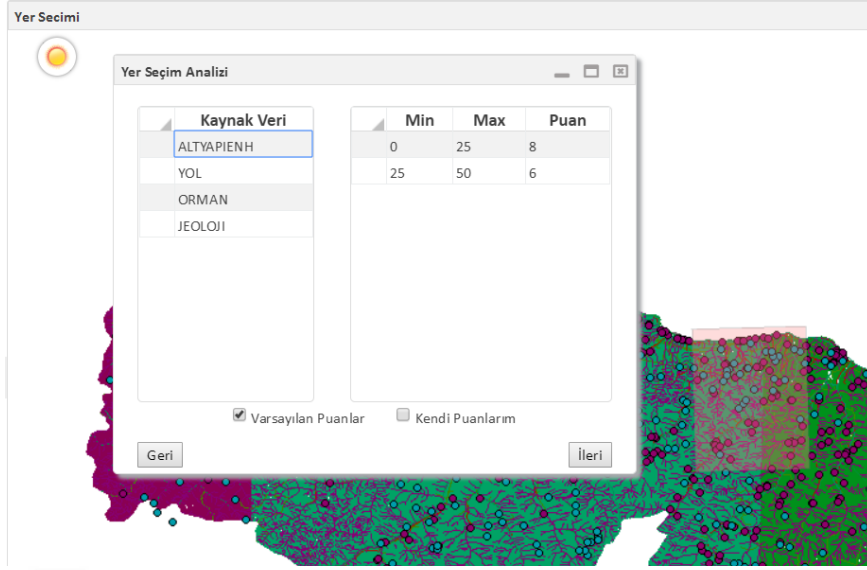 Yer Secimi
Yer Seçim Analizi
Kaynak Veri
ALTYAPIENH
YOL
ORMAN
JEOLOJI
Min Max Puan
0 25 8
25 50 6
Varsayılan Puanlar Kendi Puanlarım
Geri İleri